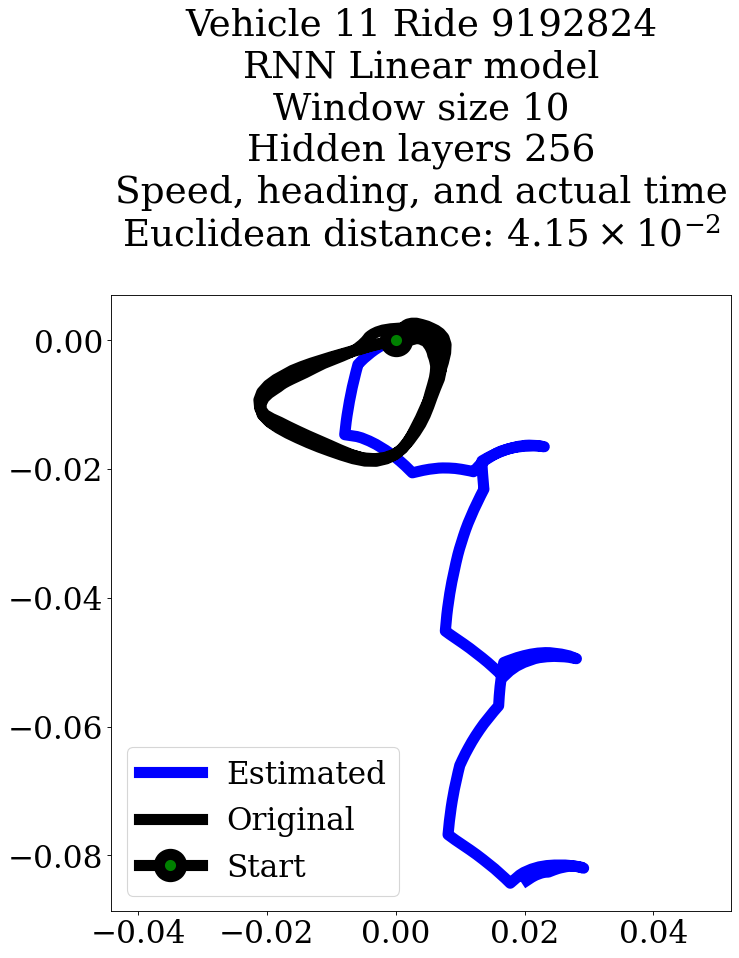 Vehicle 11 Ride 9192824
RNN Linear model
Window size 10
Hidden layers 256
Speed, heading, and actual time
Euclidean distance: 4.15 × 10⁻²
0.00
−0.02
−0.04
−0.06
−0.08
Estimated
Original
Start
−0.04 −0.02 0.00 0.02 0.04